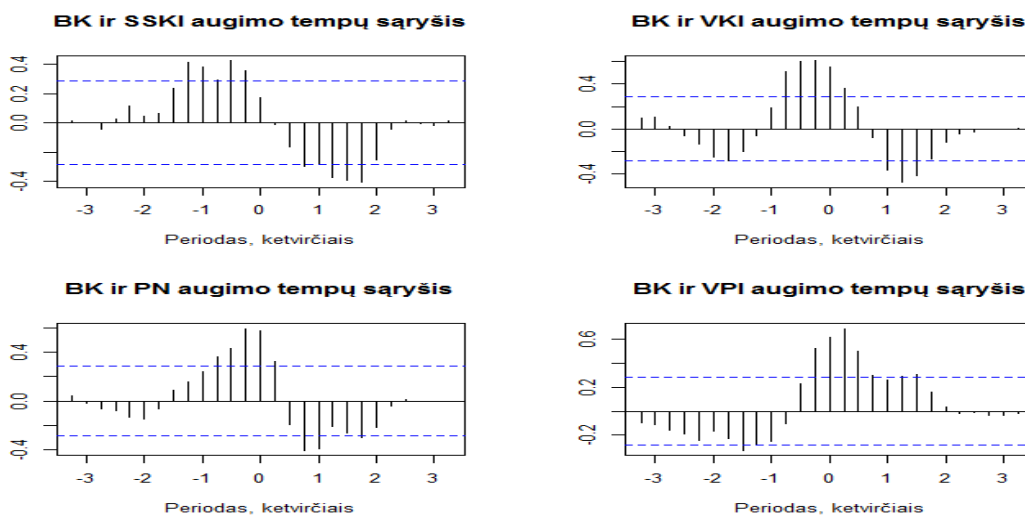 BK ir SSKI augimo tempų sąryšis
0.4
0.2
0.0
-0.4
-3 -2 -1 0 1 2 3
Periodas, ketvirčiais
BK ir VKI augimo tempų sąryšis
0.4
0.0
-0.4
-3 -2 -1 0 1 2 3
Periodas, ketvirčiais
BK ir PN augimo tempų sąryšis
0.4
0.0
-0.4
-3 -2 -1 0 1 2 3
Periodas, ketvirčiais
BK ir VPI augimo tempų sąryšis
0.6
0.2
-0.2
-3 -2 -1 0 1 2 3
Periodas, ketvirčiais